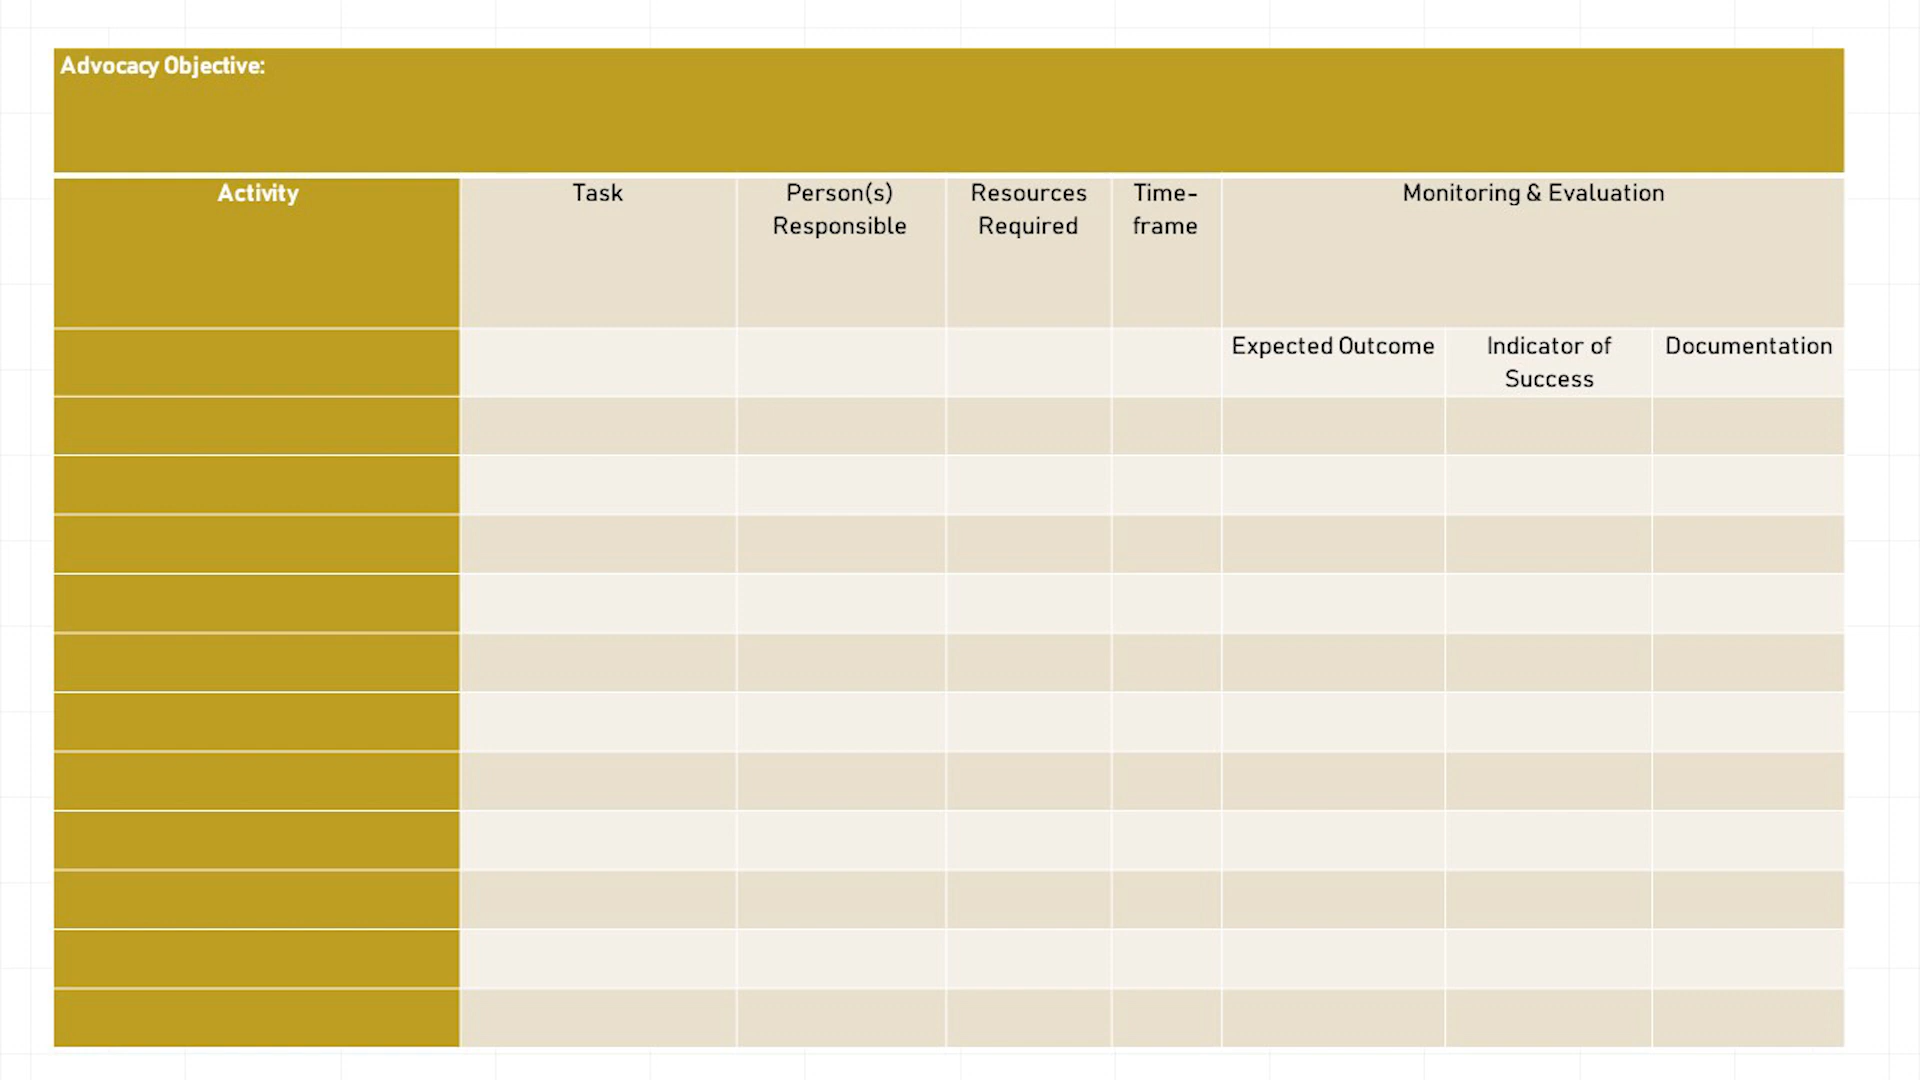 Advocacy Objective:
Activity
Task
Person(s)
Responsible
Resources
Required
Time-
frame
Monitoring & Evaluation
Expected Outcome
Indicator of
Success
Documentation